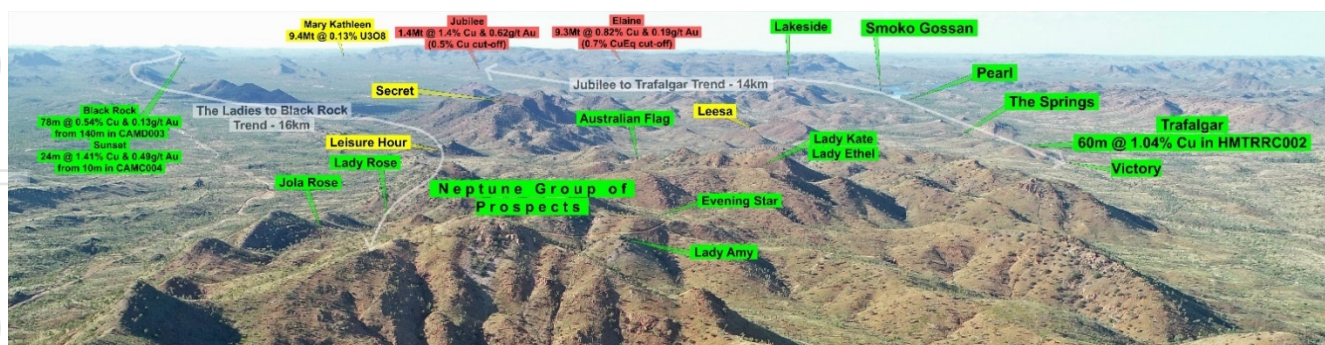 Mary Kathleen
9.4Mt @ 0.13% U3O8
Jubilee
1.4Mt @ 1.4% Cu & 0.62g/t Au
(0.5% Cu cut-off)
Elaine
9.3Mt @ 0.82% Cu & 0.19g/t Au
(0.7% CuEq cut-off)
Lakeside
Smoko Gossan
Jubilee to Trafalgar Trend - 14km
Pearl
Secret
The Ladies to Black Rock
Trend - 16km
The Springs
Black Rock
78m @ 0.54% Cu & 0.13g/t Au
from 140m in CAMD003
Sunset
24m @ 1.41% Cu & 0.49g/t Au
from 10m in CAMC004
Australian Flag
Leesa
Trafalgar
60m @ 1.04% Cu in HMTRRC002
Leisure Hour
Lady Rose
Lady Kate
Lady Ethel
Victory
Jola Rose
Neptune Group of
Prospects
Evening Star
Lady Amy